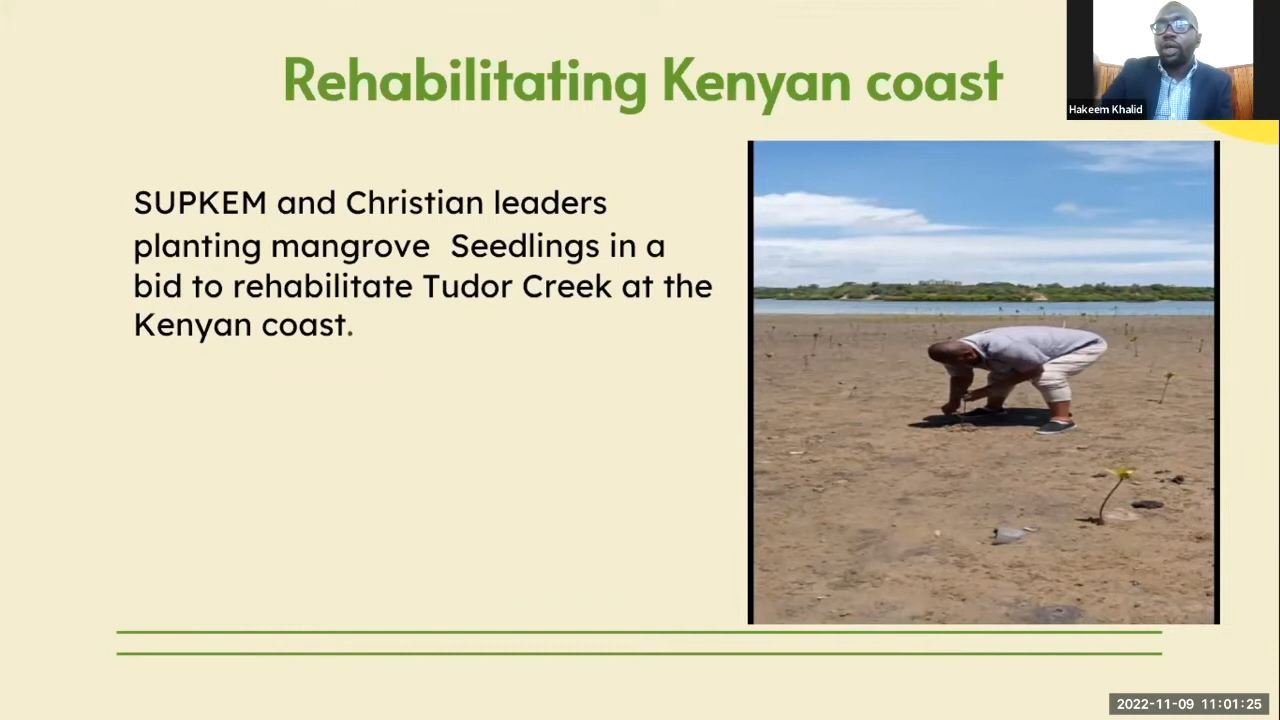 Rehabilitating Kenyan coast
Hakeem Khalid
SUPKEM and Christian leaders
planting mangrove  Seedlings in a
bid to rehabilitate Tudor Creek at the
Kenyan coast.
2022-11-09 11:01:25